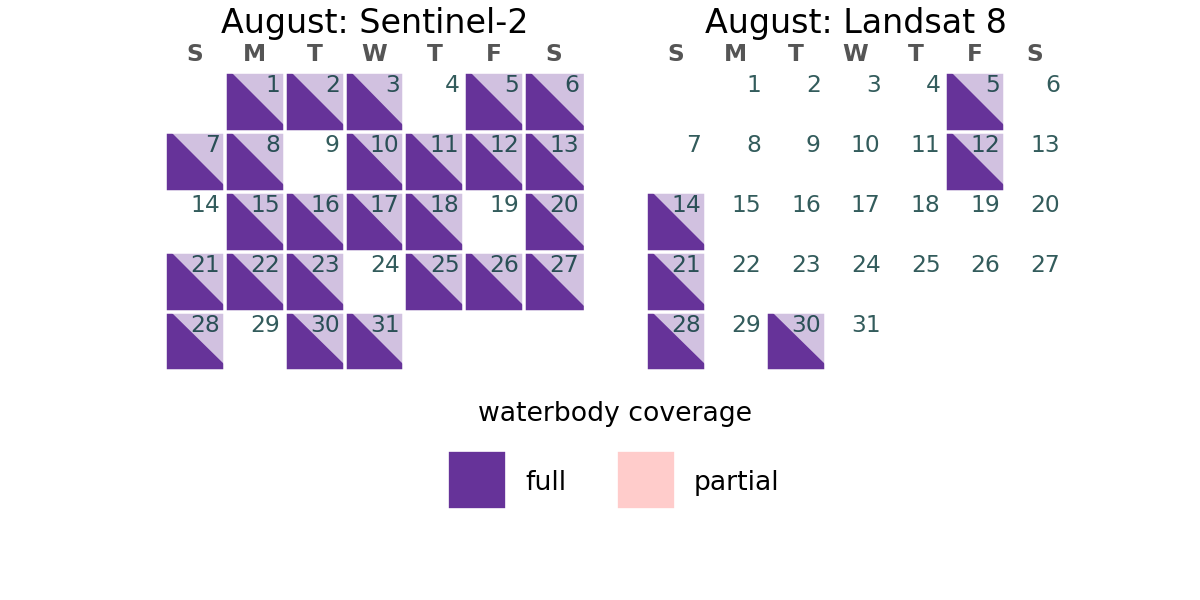 August: Sentinel-2
S M T W T F S
1 2 3 4 5 6
7 8 9 10 11 12 13
14 15 16 17 18 19 20
21 22 23 24 25 26 27
28 29 30 31
August: Landsat 8
S M T W T F S
1 2 3 4 5 6
7 8 9 10 11 12 13
14 15 16 17 18 19 20
21 22 23 24 25 26 27
28 29 30 31
waterbody coverage
full partial